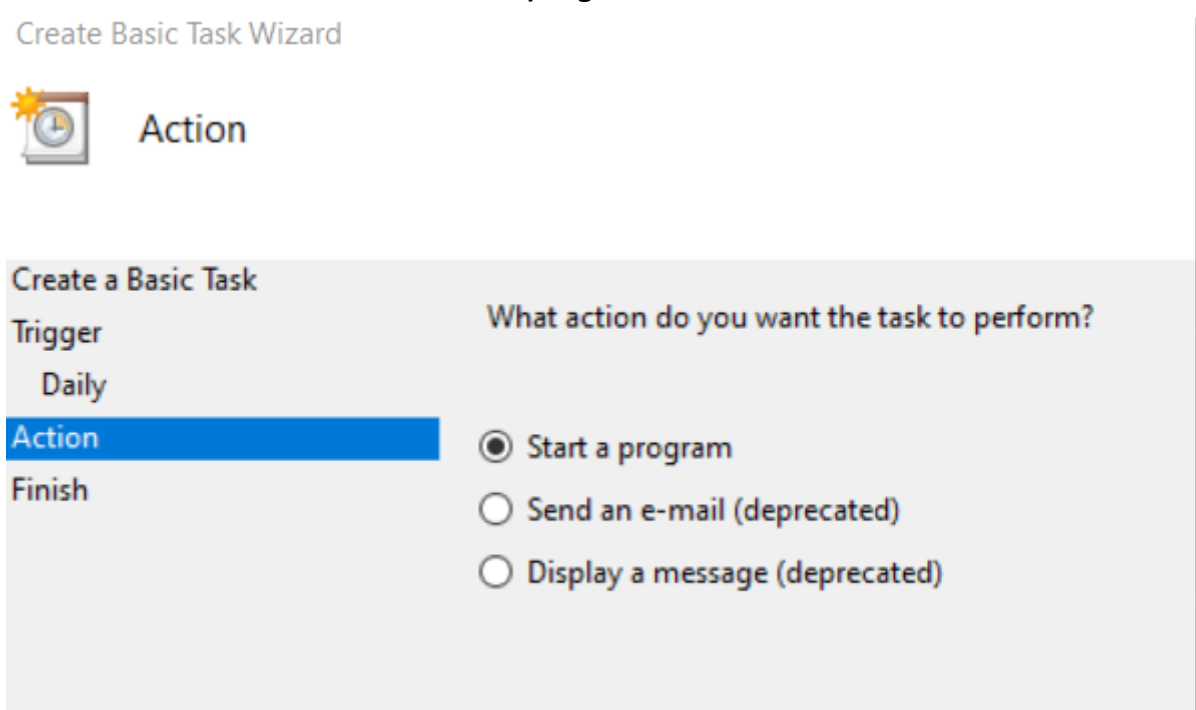 Create Basic Task Wizard
Action
Create a Basic Task
Trigger
Daily
Action
Finish
What action do you want the task to perform?
Start a program
Send an e-mail (deprecated)
Display a message (deprecated)